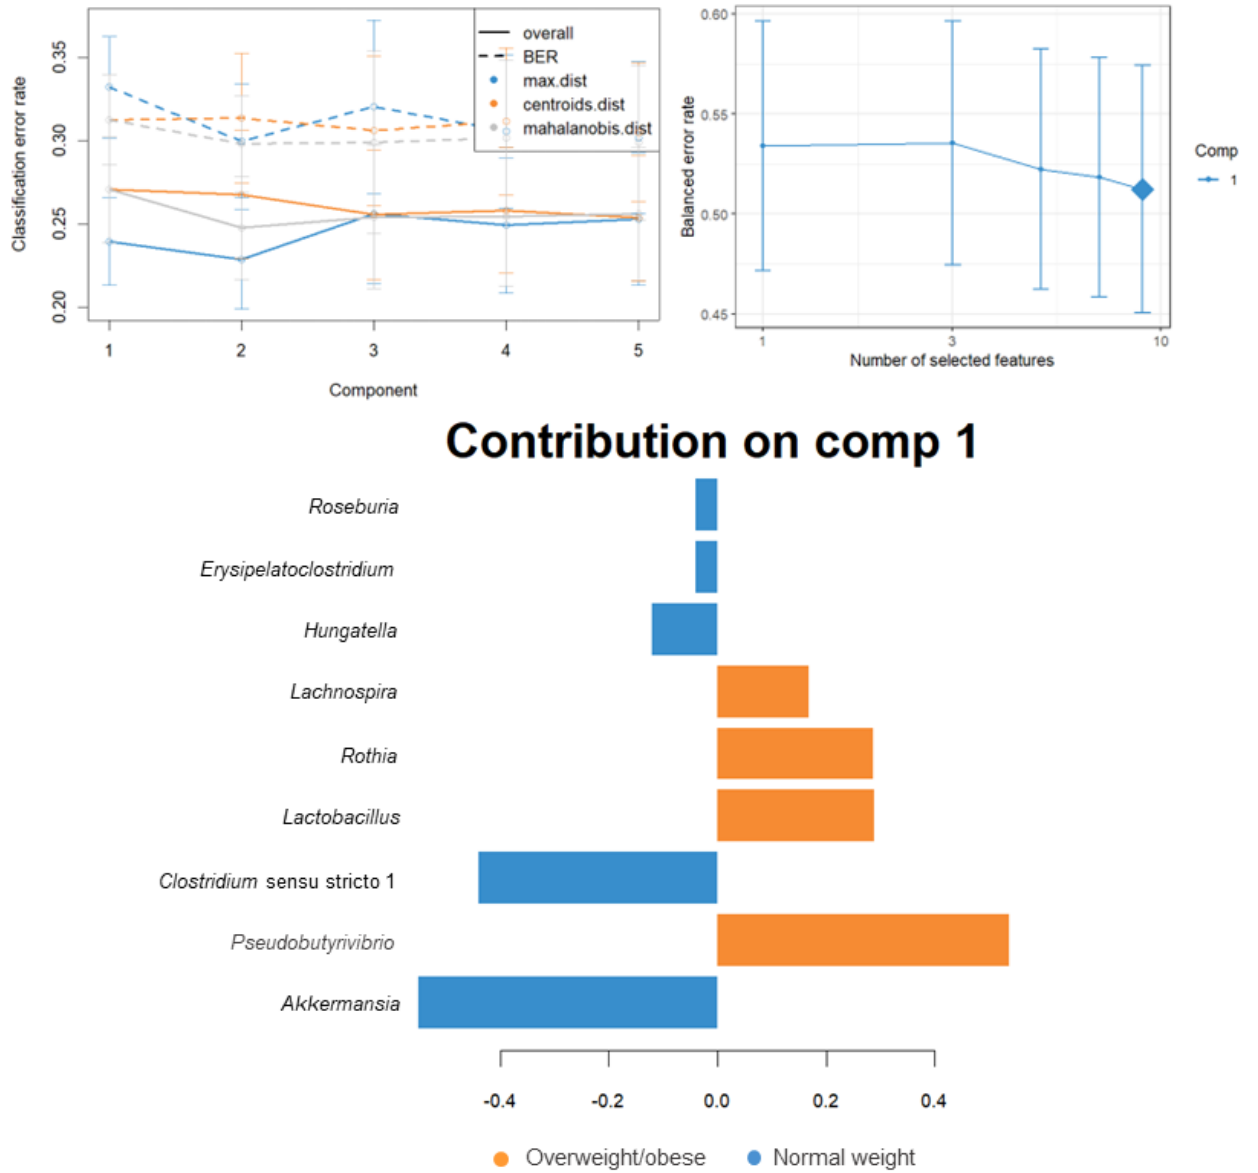 Classification error rate
0.35
0.30
0.25
0.20
overall
BER
max.dist
centroids.dist
mahalanobis.dist
1 2 3 4 5
Component
Balanced error rate
0.60
0.55
0.50
0.45
1 3 10
Number of selected features
Comp
1
Contribution on comp 1
Roseburia
Erysipelatoclostridium
Hungatella
Lachnospira
Rothia
Lactobacillus
Clostridium sensu stricto 1
Pseudobutyrivibrio
Akkermansia
-0.4 -0.2 0.0 0.2 0.4
Overweight/obese Normal weight